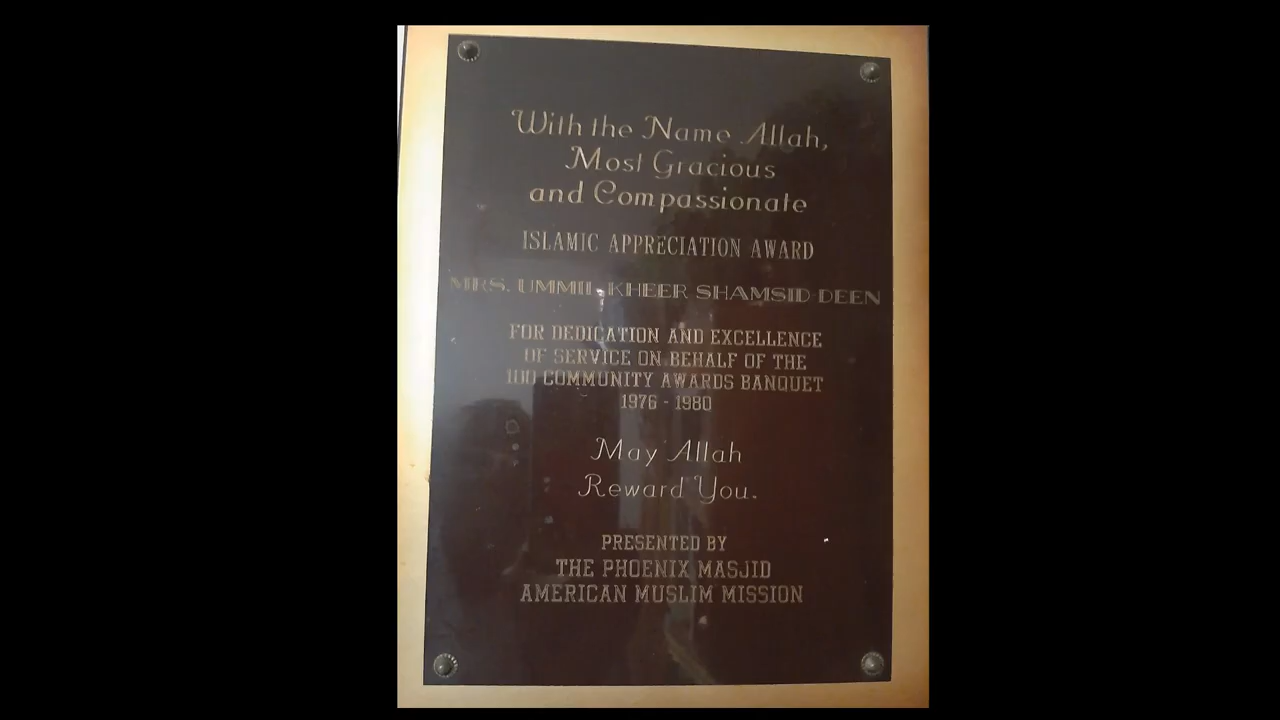 With the Name Allah,
Most Gracious
and Compassionate
ISLAMIC APPRECIATION AWARD
MRS. UMMIL KHEER SHAMSID DEEN
FOR DEDICATION AND EXCELLENCE
OF SERVICE ON BEHALF OF THE
100 COMMUNITY AWARDS BANQUET
1976 - 1980
May Allah
Reward You.
PRESENTED BY
THE PHOENIX MASJID
AMERICAN MUSLIM MISSION